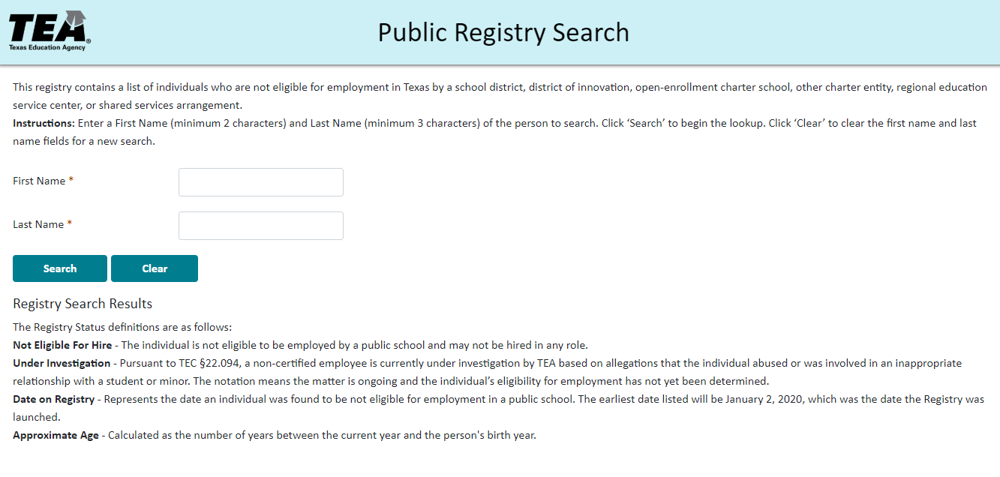 TEA®
Texas Education Agency
Public Registry Search
This registry contains a list of individuals who are not eligible for employment in Texas by a school district, district of innovation, open-enrollment charter school, other charter entity, regional education
service center, or shared services arrangement.
Instructions: Enter a First Name (minimum 2 characters) and Last Name (minimum 3 characters) of the person to search. Click ‘Search’ to begin the lookup. Click ‘Clear’ to clear the first name and last
name fields for a new search.
First Name *
Last Name *
Search Clear
Registry Search Results
The Registry Status definitions are as follows:
Not Eligible For Hire - The individual is not eligible to be employed by a public school and may not be hired in any role.
Under Investigation - Pursuant to TEC §22.094, a non-certified employee is currently under investigation by TEA based on allegations that the individual abused or was involved in an inappropriate
relationship with a student or minor. The notation means the matter is ongoing and the individual’s eligibility for employment has not yet been determined.
Date on Registry - Represents the date an individual was found to be not eligible for employment in a public school. The earliest date listed will be January 2, 2020, which was the date the Registry was
launched.
Approximate Age - Calculated as the number of years between the current year and the person's birth year.